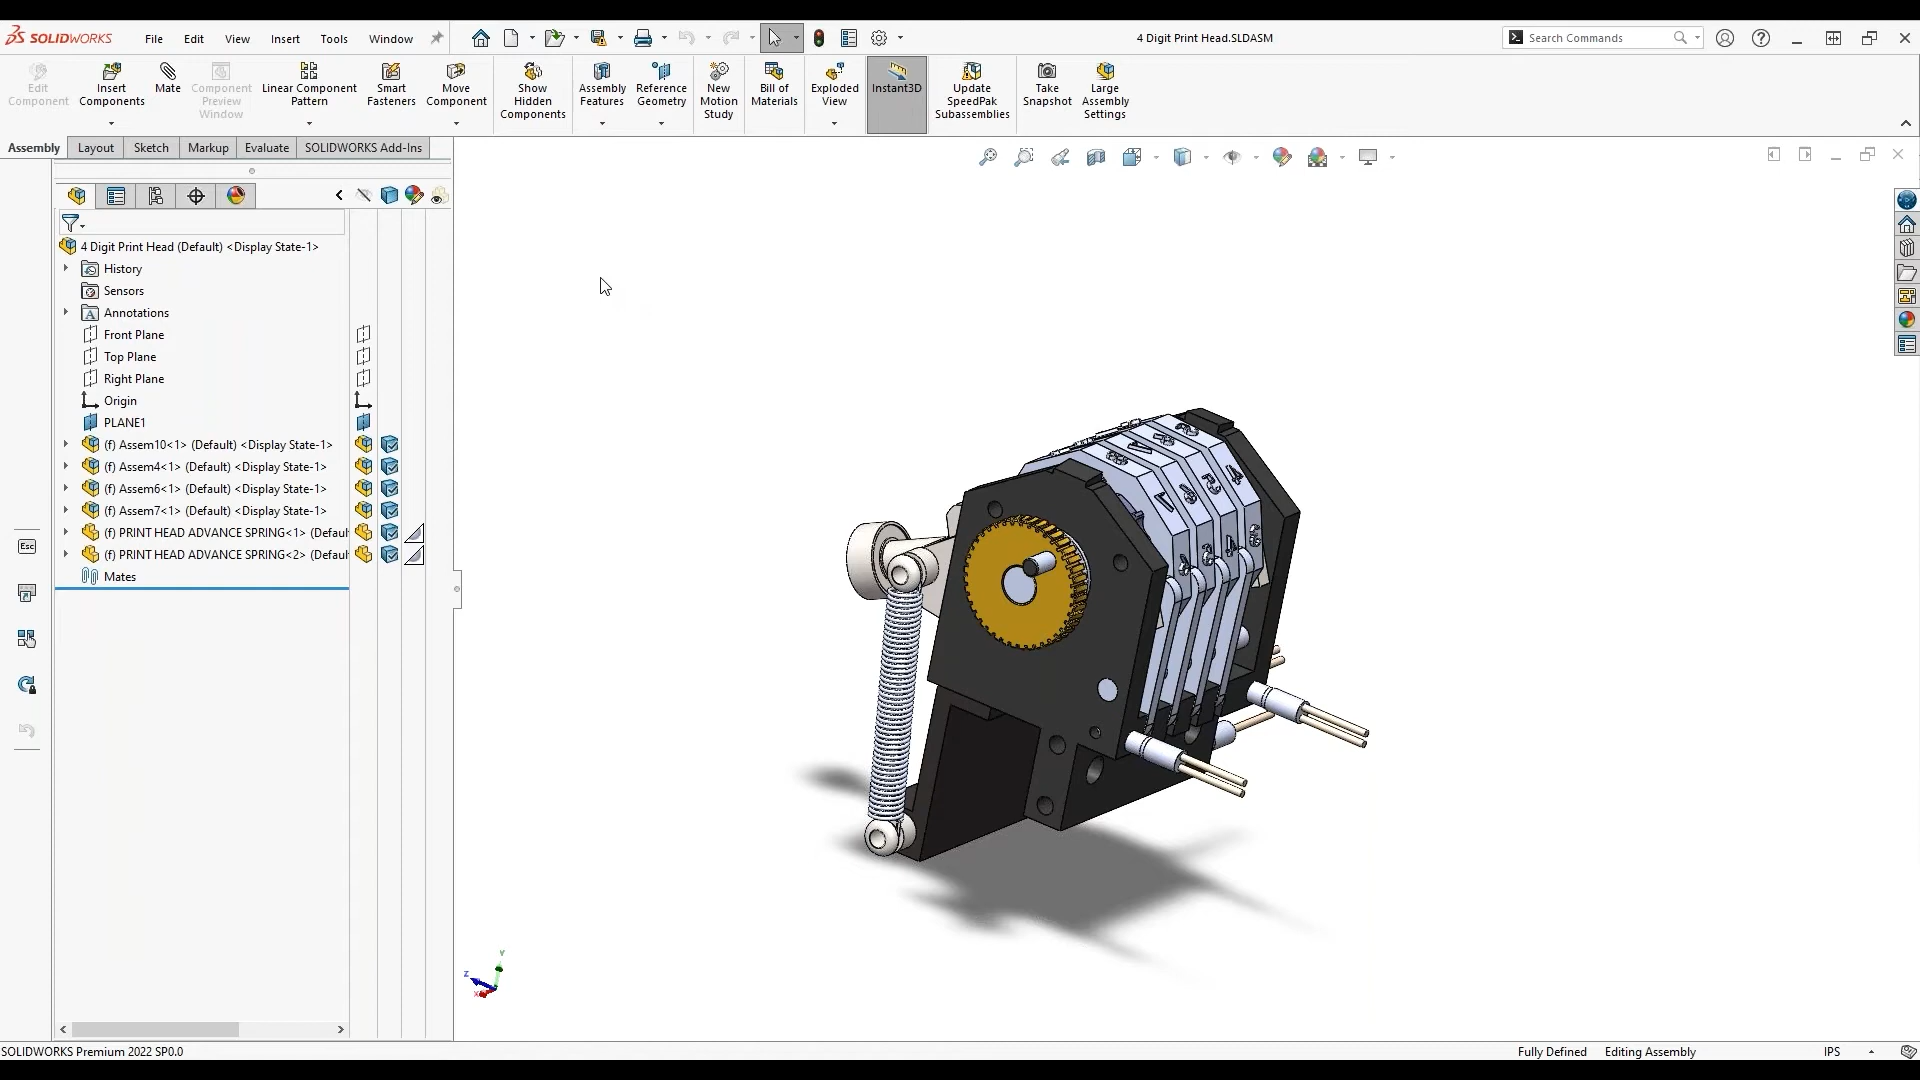 SOLIDWORKS File Edit View Insert Tools Window 4 Digit Print Head.SLDASM Search Commands
Edit Component
Insert Components
Mate
Component Preview Window
Linear Component Pattern
Smart Fasteners
Move Component
Show Hidden Components
Assembly Features
Reference Geometry
New Motion Study
Bill of Materials
Exploded View
Instant3D
Update SpeedPak Subassemblies
Take Snapshot
Large Assembly Settings
Assembly Layout Sketch Markup Evaluate SOLIDWORKS Add-Ins
4 Digit Print Head (Default) <Display State-1>
History
Sensors
Annotations
Front Plane
Top Plane
Right Plane
Origin
PLANE1
(f) Assem10<1> (Default) <Display State-1>
(f) Assem4<1> (Default) <Display State-1>
(f) Assem6<1> (Default) <Display State-1>
(f) Assem7<1> (Default) <Display State-1>
(f) PRINT HEAD ADVANCE SPRING<1> (Defaul
(f) PRINT HEAD ADVANCE SPRING<2> (Defaul
Mates
Esc
Y
Z
X
SOLIDWORKS Premium 2022 SP0.0 Fully Defined Editing Assembly IPS